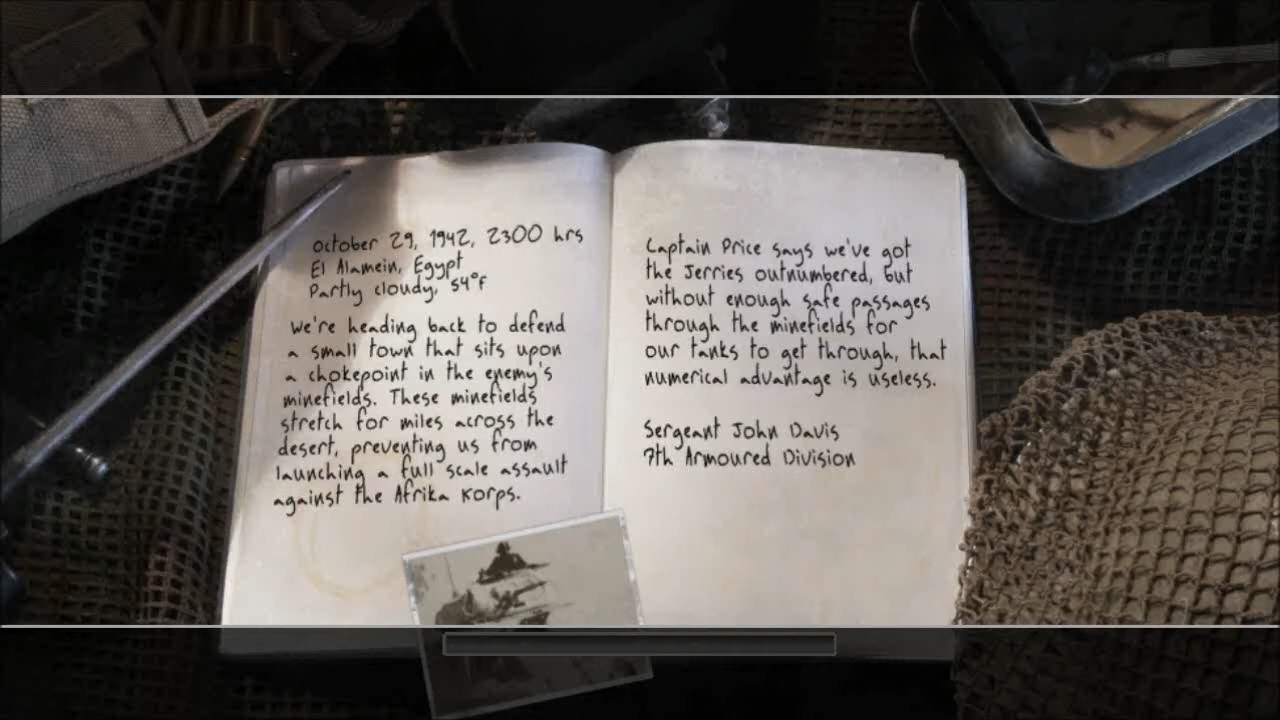 October 29, 1942, 2300 hrs
El Alamein, Egypt
Partly cloudy, 54°F
We're heading back to defend
a small town that sits upon
a chokepoint in the enemy's
minefields. These minefields
stretch for miles across the
desert, preventing us from
launching a full scale assault
against the Afrika Korps.
Captain Price says we've got
the Jerries outnumbered, but
without enough safe passages
through the minefields for
our tanks to get through, that
numerical advantage is useless.
Sergeant John Davis
7th Armoured Division